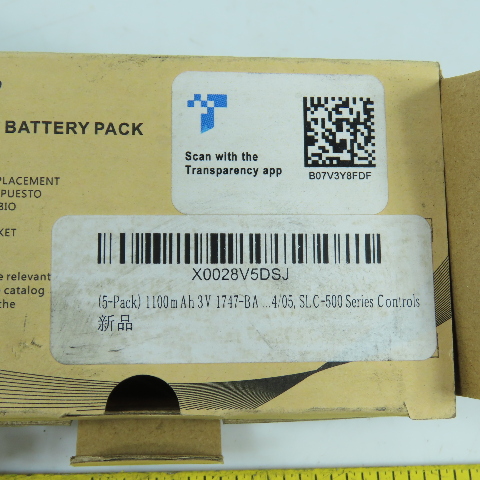 BATTERY PACK
Scan with the
Transparency app
B07V3Y8FDF
PLACEMENT
PUESTO
BIO
KET
X0028V5DSJ
(5-Pack) 1100mAh 3V 1747-BA ...4/05, SLC-500 Series Controls
新品
e relevant
catalog
the